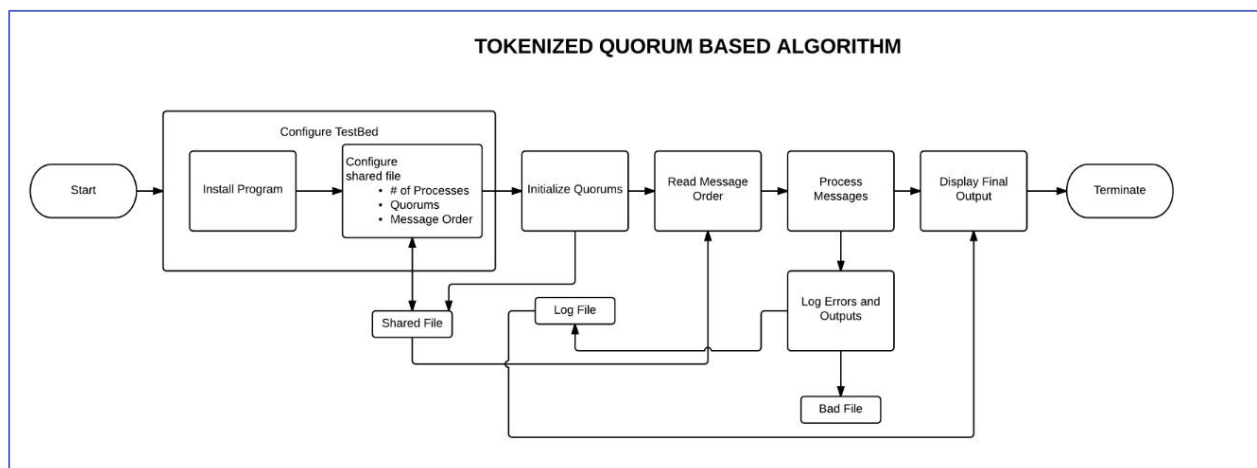 TOKENIZED QUORUM BASED ALGORITHM
Configure TestBed
Start
Install Program
Configure
shared file
• # of Processes
• Quorums
• Message Order
Initialize Quorums
Read Message
Order
Process
Messages
Display Final
Output
Terminate
Shared File
Log File
Log Errors and
Outputs
Bad File